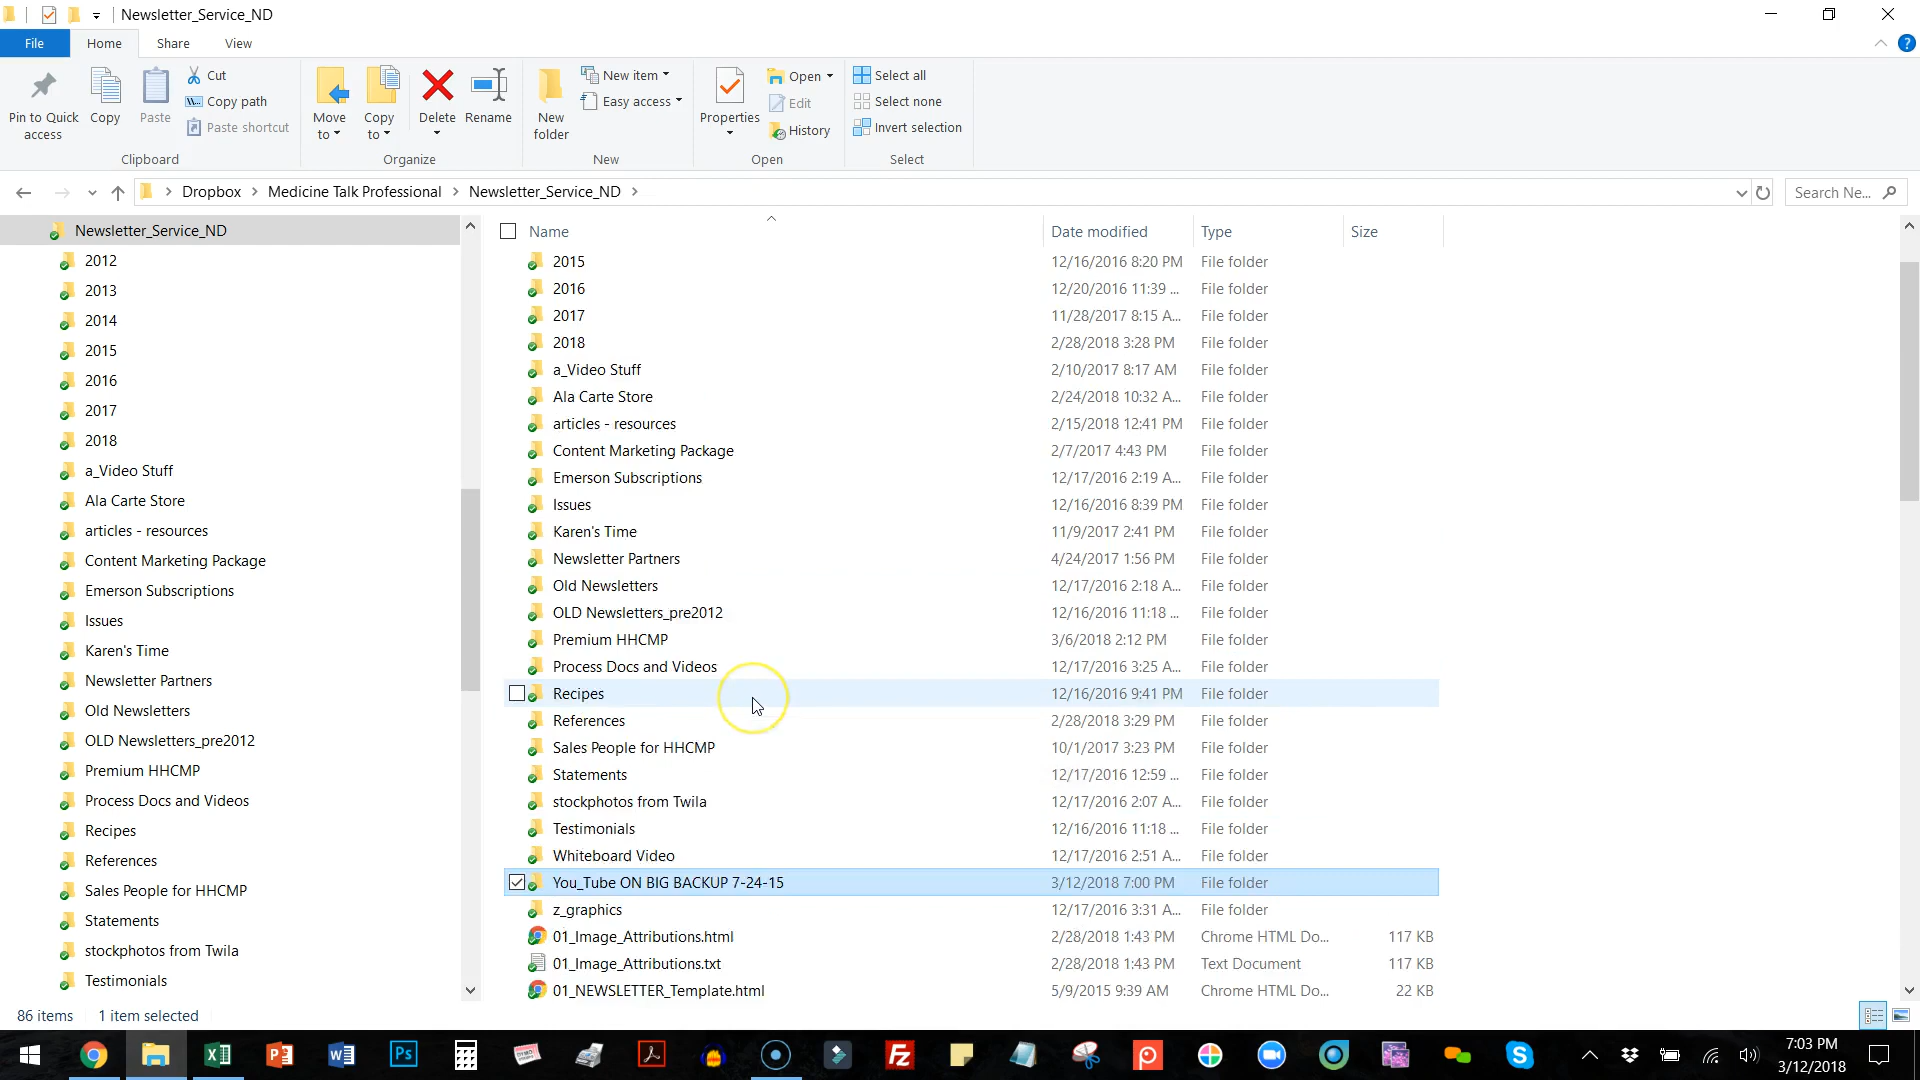 Newsletter_Service_ND
File Home Share View
Pin to Quick access
Copy
Paste
Cut
Copy path
Paste shortcut
Clipboard
Move to
Copy to
Delete
Rename
Organize
New folder
New item
Easy access
New
Properties
Open
Edit
History
Open
Select all
Select none
Invert selection
Select
Dropbox Medicine Talk Professional Newsletter_Service_ND
Search Ne...
Newsletter_Service_ND
2012
2013
2014
2015
2016
2017
2018
a_Video Stuff
Ala Carte Store
articles - resources
Content Marketing Package
Emerson Subscriptions
Issues
Karen's Time
Newsletter Partners
Old Newsletters
OLD Newsletters_pre2012
Premium HHCMP
Process Docs and Videos
Recipes
References
Sales People for HHCMP
Statements
stockphotos from Twila
Testimonials
Name Date modified Type Size
2015 12/16/2016 8:20 PM File folder
2016 12/20/2016 11:39 ... File folder
2017 11/28/2017 8:15 A... File folder
2018 2/28/2018 3:28 PM File folder
a_Video Stuff 2/10/2017 8:17 AM File folder
Ala Carte Store 2/24/2018 10:32 A... File folder
articles - resources 2/15/2018 12:41 PM File folder
Content Marketing Package 2/7/2017 4:43 PM File folder
Emerson Subscriptions 12/17/2016 2:19 A... File folder
Issues 12/16/2016 8:39 PM File folder
Karen's Time 11/9/2017 2:41 PM File folder
Newsletter Partners 4/24/2017 1:56 PM File folder
Old Newsletters 12/17/2016 2:18 A... File folder
OLD Newsletters_pre2012 12/16/2016 11:18 ... File folder
Premium HHCMP 3/6/2018 2:12 PM File folder
Process Docs and Videos 12/17/2016 3:25 A... File folder
Recipes 12/16/2016 9:41 PM File folder
References 2/28/2018 3:29 PM File folder
Sales People for HHCMP 10/1/2017 3:23 PM File folder
Statements 12/17/2016 12:59 ... File folder
stockphotos from Twila 12/17/2016 2:07 A... File folder
Testimonials 12/16/2016 11:18 ... File folder
Whiteboard Video 12/17/2016 2:51 A... File folder
You_Tube ON BIG BACKUP 7-24-15 3/12/2018 7:00 PM File folder
z_graphics 12/17/2016 3:31 A... File folder
01_Image_Attributions.html 2/28/2018 1:43 PM Chrome HTML Do... 117 KB
01_Image_Attributions.txt 2/28/2018 1:43 PM Text Document 117 KB
01_NEWSLETTER_Template.html 5/9/2015 9:39 AM Chrome HTML Do... 22 KB
86 items 1 item selected
7:03 PM
3/12/2018